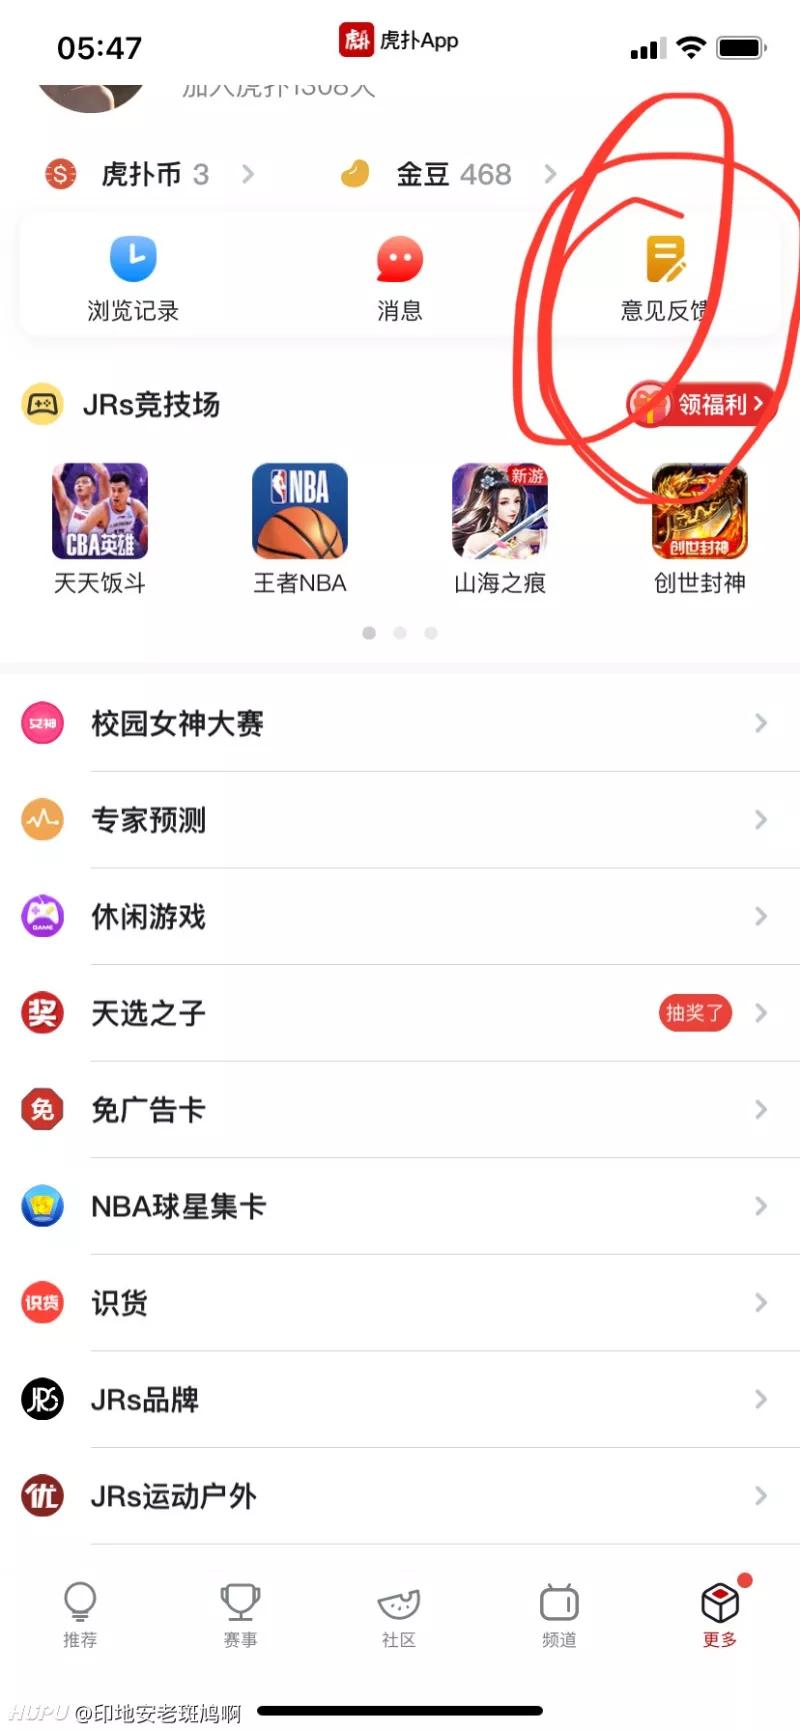 05:47
虎扑App
加入虎扑1308天
虎扑币 3
金豆 468
浏览记录
消息
意见反馈
JRs竞技场
领福利
CBA英雄
NBA
新游
创世封神
天天饭斗
王者NBA
山海之痕
创世封神
女神
校园女神大赛
专家预测
GAME
休闲游戏
奖
天选之子
抽奖了
免
免广告卡
NBA球星集卡
识货
识货
JRS
JRs品牌
优
JRs运动户外
推荐
赛事
社区
频道
更多
HUPU @印地安老斑鸠啊